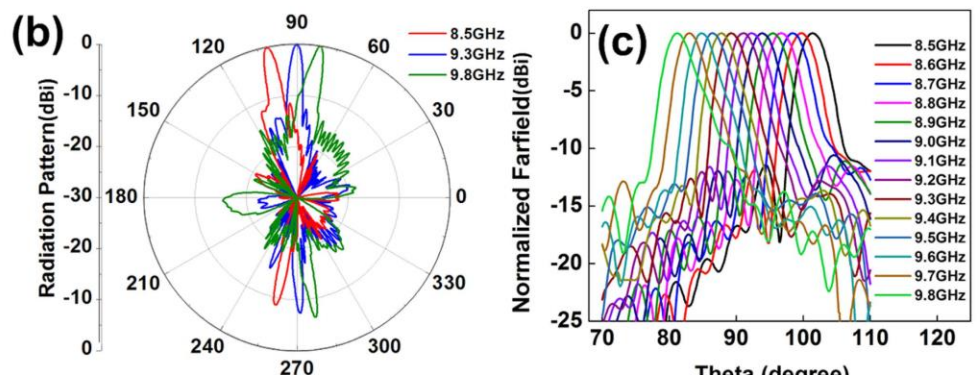 (b)
90
120
60
150
30
180
0
210
330
240
300
270
Radiation Pattern(dBi)
0
-10
-20
-30
-20
-10
0
8.5GHz
9.3GHz
9.8GHz
(c)
Normalized Farfield(dBi)
0
-5
-10
-15
-20
-25
70 80 90 100 110 120
Theta (degree)
8.5GHz
8.6GHz
8.7GHz
8.8GHz
8.9GHz
9.0GHz
9.1GHz
9.2GHz
9.3GHz
9.4GHz
9.5GHz
9.6GHz
9.7GHz
9.8GHz